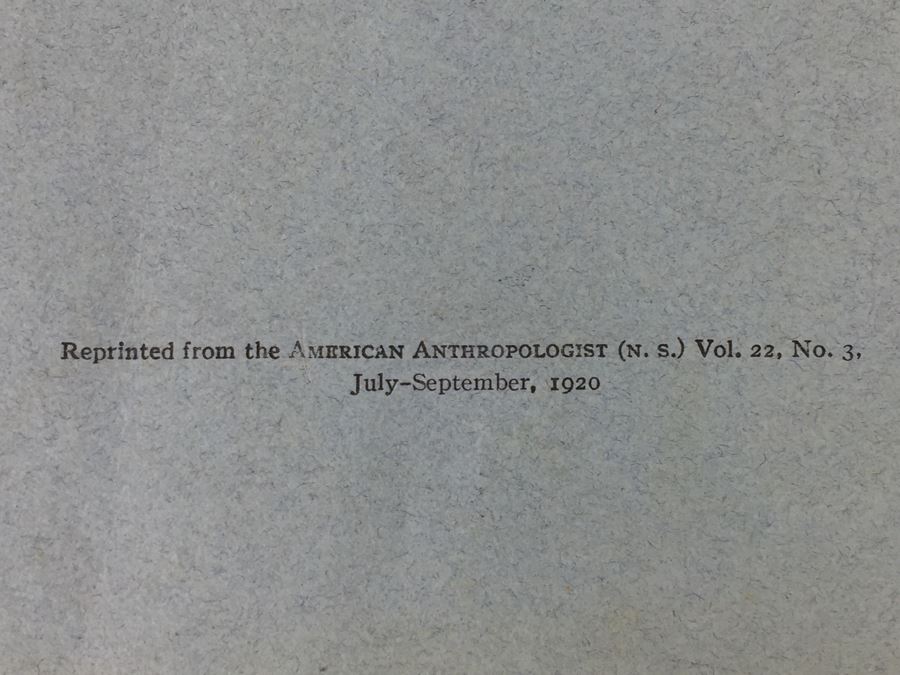 Reprinted from the AMERICAN ANTHROPOLOGIST (N. S.) Vol. 22, No. 3,
July-September, 1920